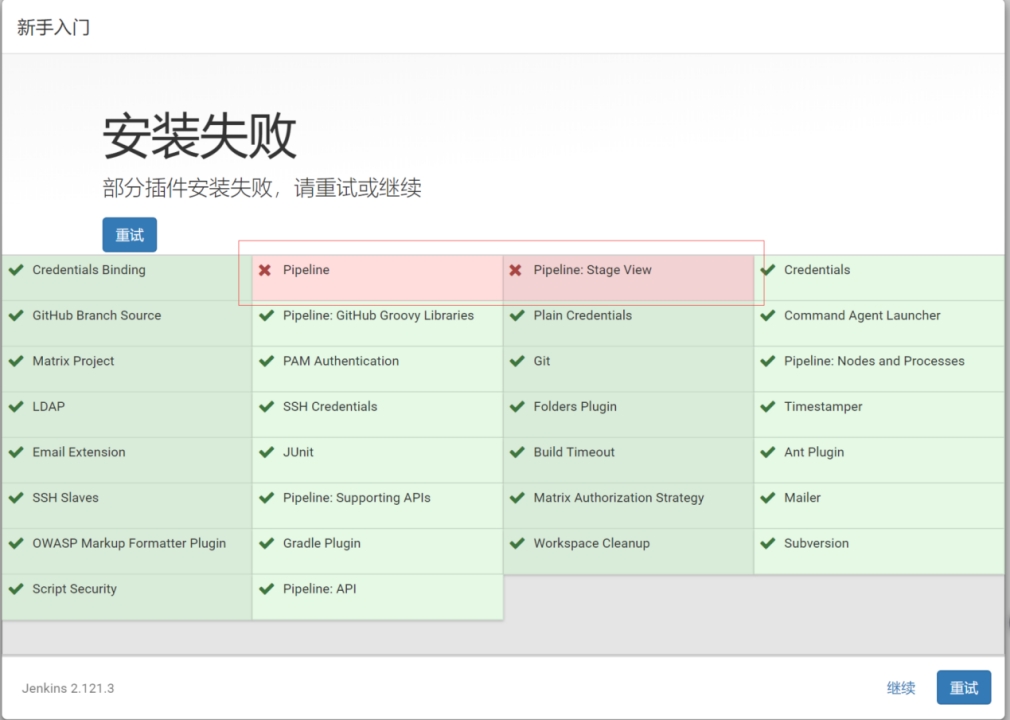 新手入门
安装失败
部分插件安装失败，请重试或继续
重试
Credentials Binding
Pipeline
Pipeline: Stage View
Credentials
GitHub Branch Source
Pipeline: GitHub Groovy Libraries
Plain Credentials
Command Agent Launcher
Matrix Project
PAM Authentication
Git
Pipeline: Nodes and Processes
LDAP
SSH Credentials
Folders Plugin
Timestamper
Email Extension
JUnit
Build Timeout
Ant Plugin
SSH Slaves
Pipeline: Supporting APIs
Matrix Authorization Strategy
Mailer
OWASP Markup Formatter Plugin
Gradle Plugin
Workspace Cleanup
Subversion
Script Security
Pipeline: API
Jenkins 2.121.3
继续
重试